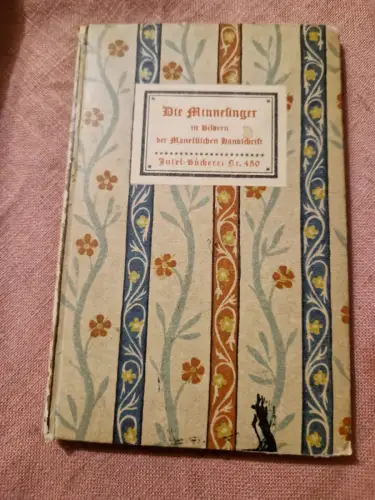 Die Minnesinger
in Bildern
der Manessischen Handschrift
Insel-Bücherei Nr. 450